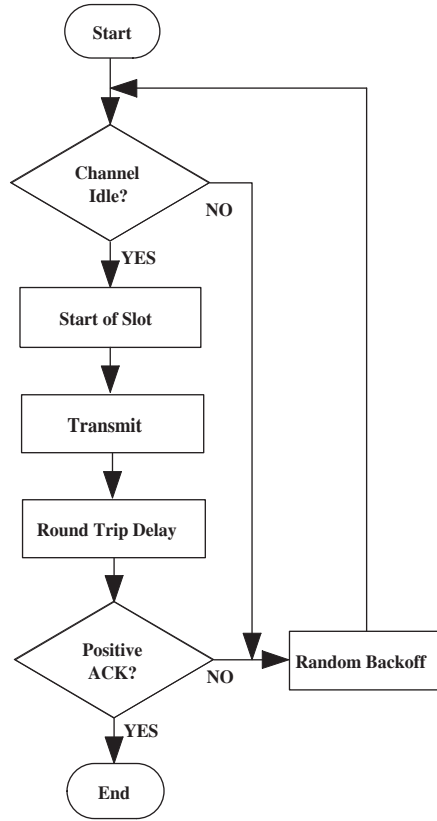 Start
Channel
Idle?
NO
YES
Start of Slot
Transmit
Round Trip Delay
Positive
ACK?
NO
Random Backoff
YES
End